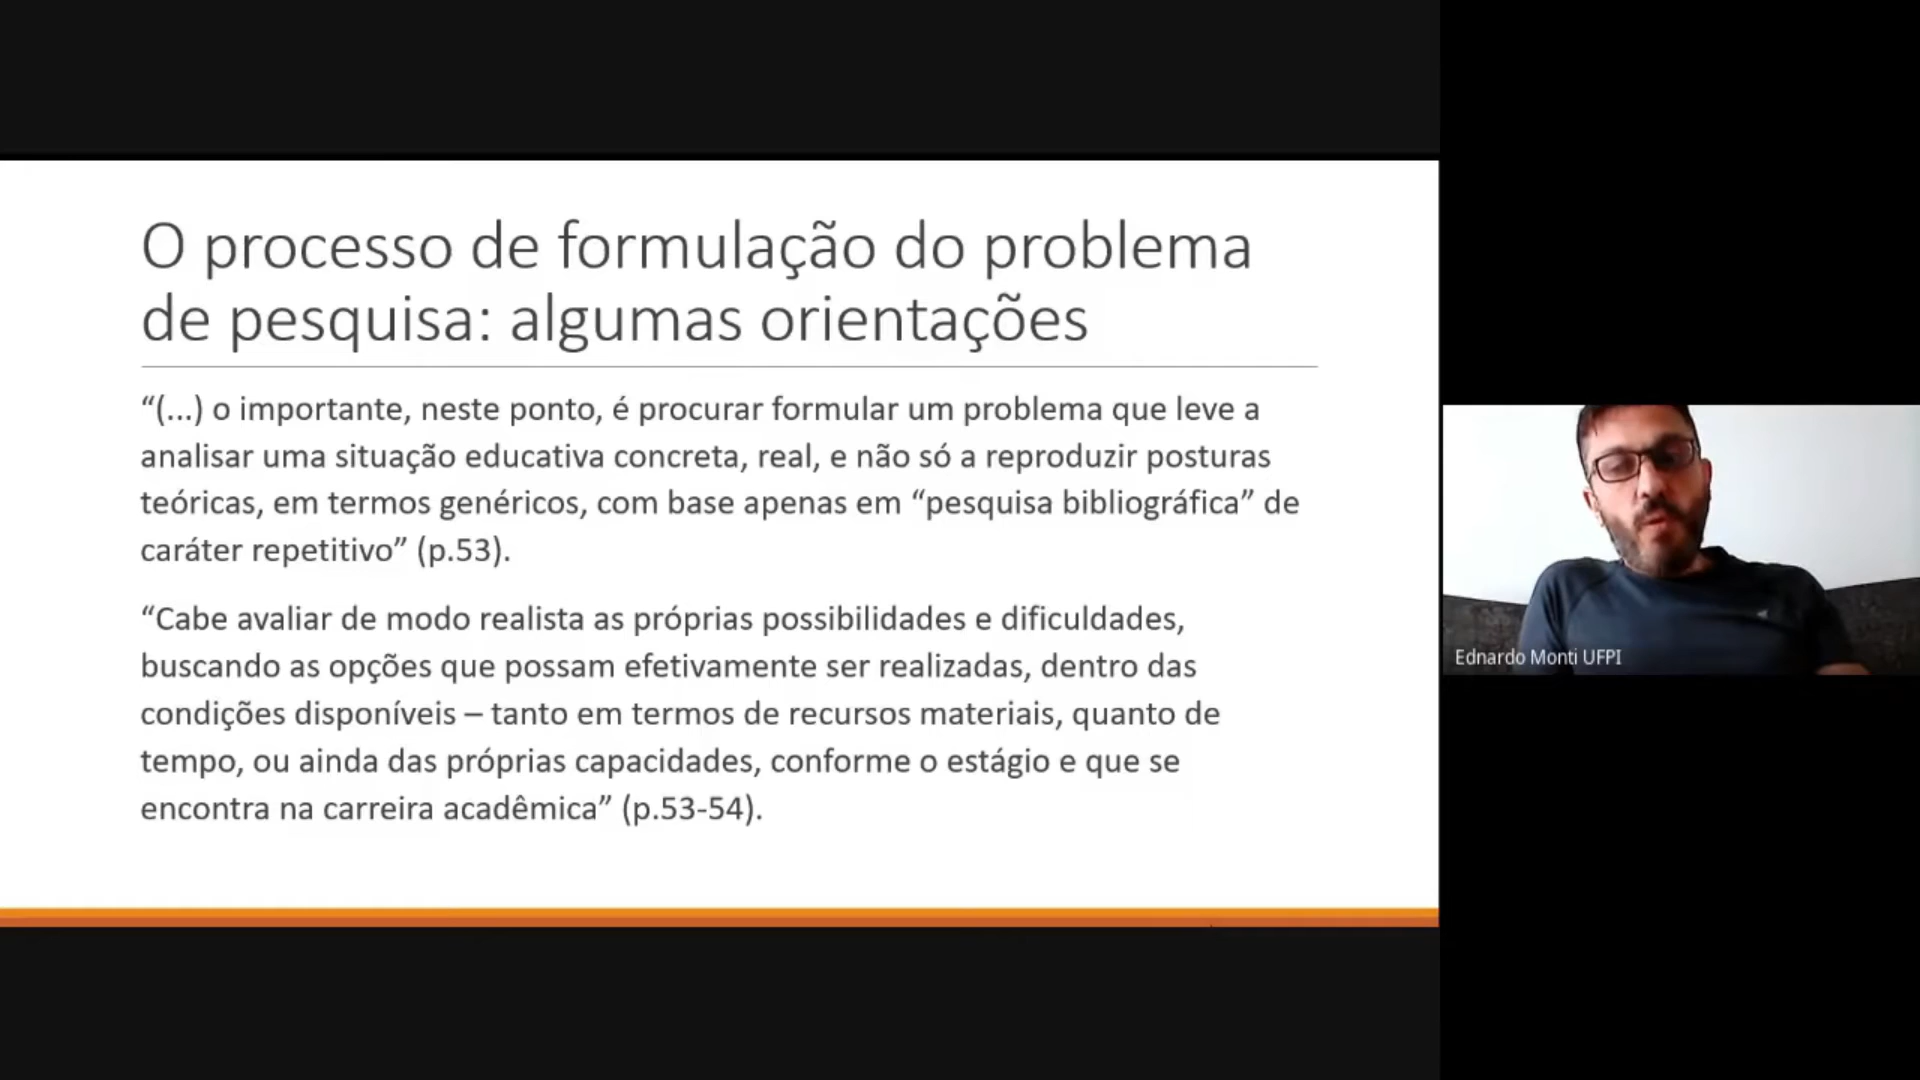 O processo de formulação do problema
de pesquisa: algumas orientações
“(...) o importante, neste ponto, é procurar formular um problema que leve a
analisar uma situação educativa concreta, real, e não só a reproduzir posturas
teóricas, em termos genéricos, com base apenas em “pesquisa bibliográfica” de
caráter repetitivo” (p.53).
“Cabe avaliar de modo realista as próprias possibilidades e dificuldades,
buscando as opções que possam efetivamente ser realizadas, dentro das
condições disponíveis – tanto em termos de recursos materiais, quanto de
tempo, ou ainda das próprias capacidades, conforme o estágio e que se
encontra na carreira acadêmica” (p.53-54).
Ednardo Monti UFPI